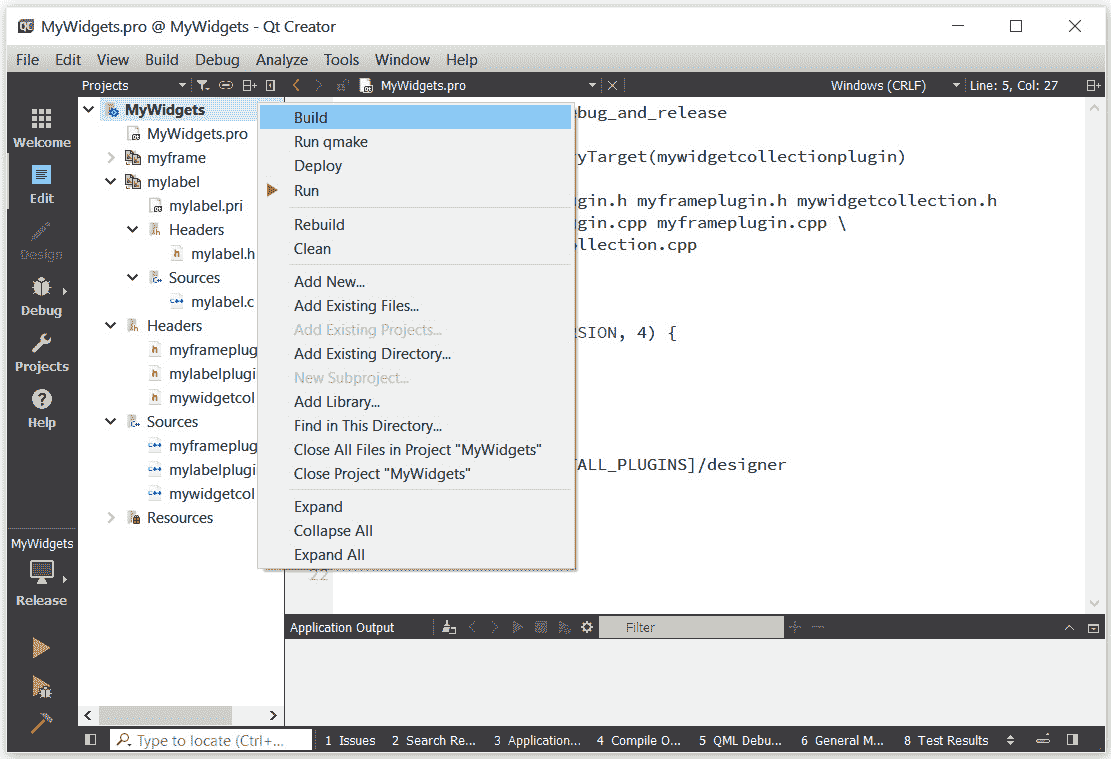 MyWidgets.pro @ MyWidgets - Qt Creator
File Edit View Build Debug Analyze Tools Window Help
Projects MyWidgets.pro Windows (CRLF) Line: 5, Col: 27
Welcome
Edit
Design
Debug
Projects
Help
MyWidgets
Release
MyWidgets
MyWidgets.pro
myframe
mylabel
mylabel.pri
Headers
mylabel.h
Sources
mylabel.c
Headers
myframeplug
mylabelplugi
mywidgetcol
Sources
myframeplug
mylabelplugi
mywidgetcol
Resources
Build
Run qmake
Deploy
Run
Rebuild
Clean
Add New...
Add Existing Files...
Add Existing Projects...
Add Existing Directory...
New Subproject...
Add Library...
Find in This Directory...
Close All Files in Project "MyWidgets"
Close Project "MyWidgets"
Expand
Collapse All
Expand All
ebug_and_release
ryTarget(mywidgetcollectionplugin)
gin.h myframeplugin.h mywidgetcollection.h
gin.cpp myframeplugin.cpp \
llection.cpp
RSION, 4) {
TALL_PLUGINS]/designer
22
Application Output Filter
Type to locate (Ctrl+... 1 Issues 2 Search Re... 3 Application... 4 Compile O... 5 QML Debu... 6 General M... 8 Test Results